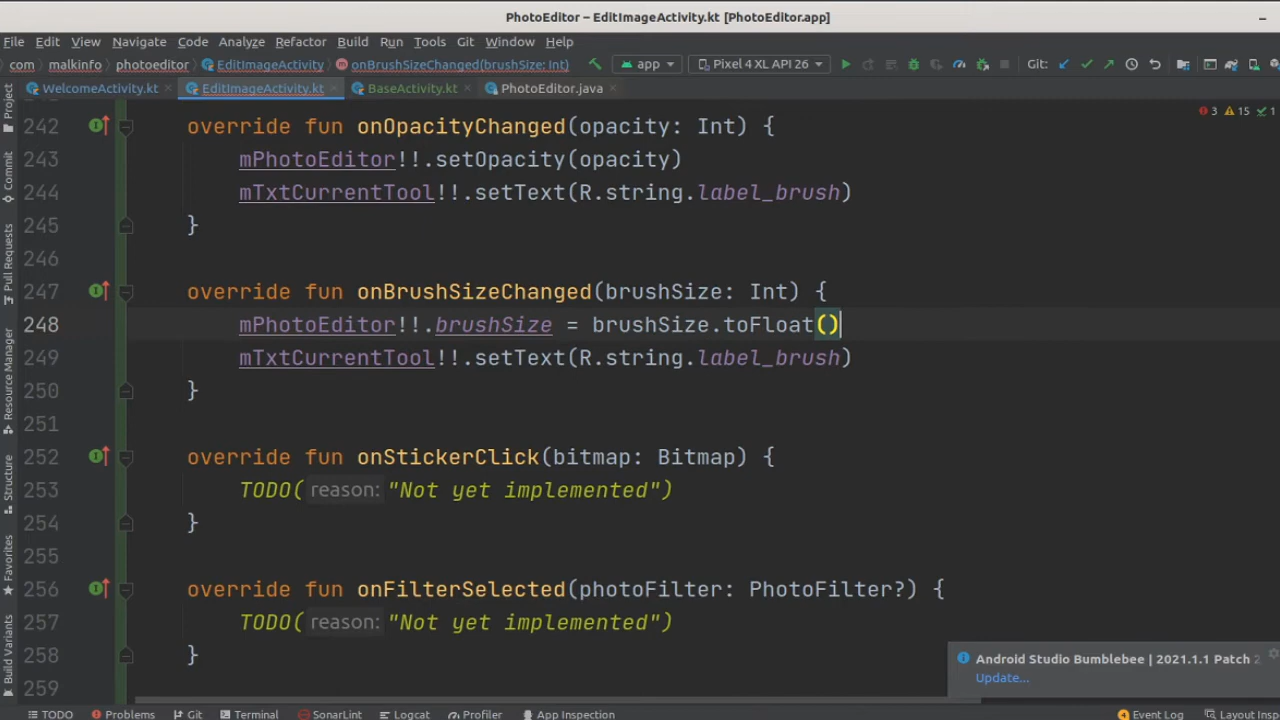 PhotoEditor – EditImageActivity.kt [PhotoEditor.app]
File Edit View Navigate Code Analyze Refactor Build Run Tools Git Window Help
com malkinfo photoeditor EditImageActivity onBrushSizeChanged(brushSize: Int) app Pixel 4 XL API 26 Git:
WelcomeActivity.kt EditImageActivity.kt BaseActivity.kt PhotoEditor.java
3 15 1
242 override fun onOpacityChanged(opacity: Int) {
243 mPhotoEditor!!.setOpacity(opacity)
244 mTxtCurrentTool!!.setText(R.string.label_brush)
245 }
246
247 override fun onBrushSizeChanged(brushSize: Int) {
248 mPhotoEditor!!.brushSize = brushSize.toFloat()
249 mTxtCurrentTool!!.setText(R.string.label_brush)
250 }
251
252 override fun onStickerClick(bitmap: Bitmap) {
253 TODO( reason: "Not yet implemented")
254 }
255
256 override fun onFilterSelected(photoFilter: PhotoFilter?) {
257 TODO( reason: "Not yet implemented")
258 }
259
Project
Commit
Pull Requests
Resource Manager
Structure
Favorites
Build Variants
Android Studio Bumblebee | 2021.1.1 Patch 2
Update...
TODO Problems Git Terminal SonarLint Logcat Profiler App Inspection 4 Event Log Layout Insp